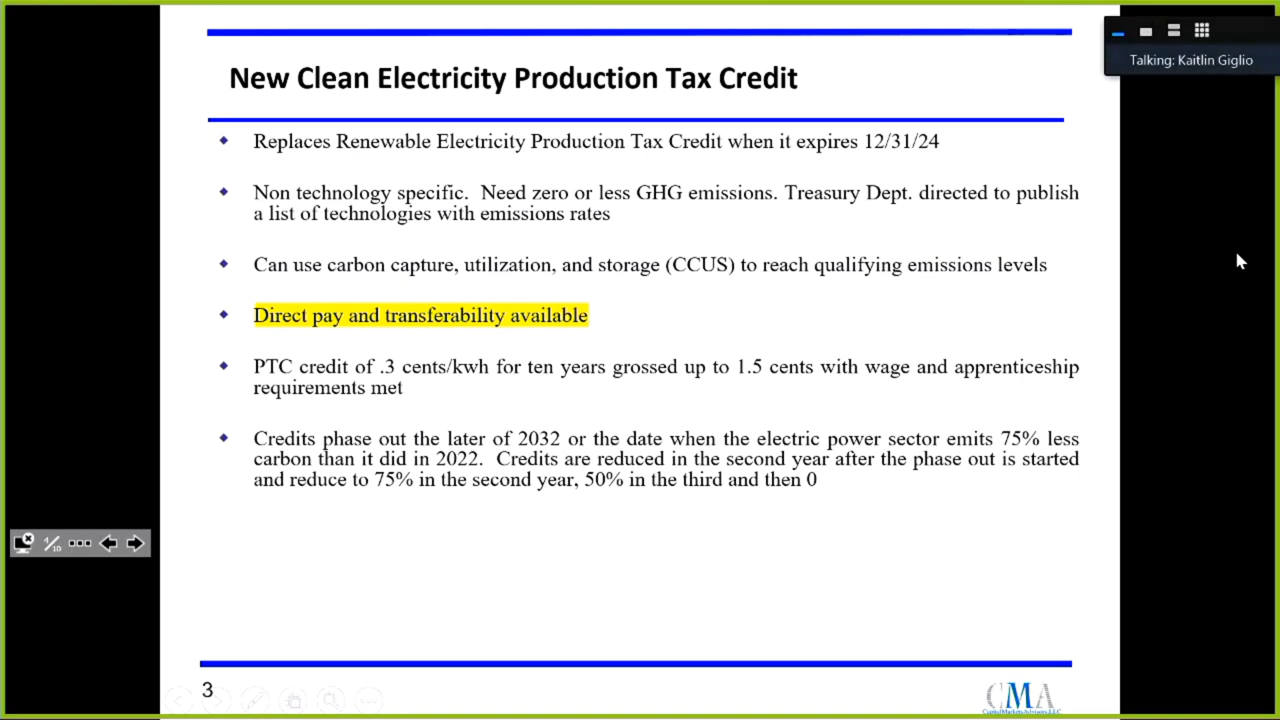 Talking: Kaitlin Giglio
New Clean Electricity Production Tax Credit
Replaces Renewable Electricity Production Tax Credit when it expires 12/31/24
Non technology specific. Need zero or less GHG emissions. Treasury Dept. directed to publish
a list of technologies with emissions rates
Can use carbon capture, utilization, and storage (CCUS) to reach qualifying emissions levels
Direct pay and transferability available
PTC credit of .3 cents/kwh for ten years grossed up to 1.5 cents with wage and apprenticeship
requirements met
Credits phase out the later of 2032 or the date when the electric power sector emits 75% less
carbon than it did in 2022. Credits are reduced in the second year after the phase out is started
and reduce to 75% in the second year, 50% in the third and then 0
1/10
3
CMA
Capital Markets Advisors, LLC